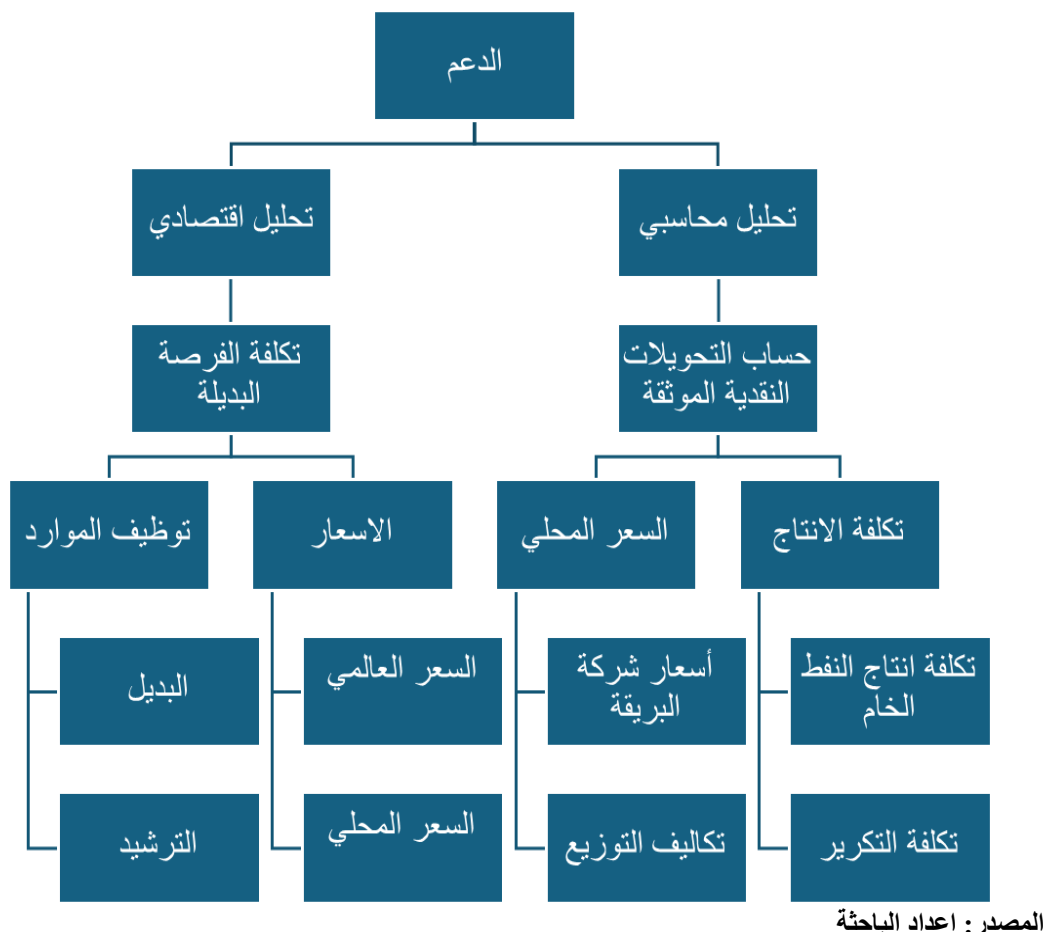 الدعم
تحليل محاسبي
تحليل اقتصادي
حساب التحويلات
النقدية الموثقة
تكلفة الفرصة
البديلة
تكلفة الانتاج
السعر المحلي
الاسعار
توظيف الموارد
تكلفة انتاج النفط
الخام
أسعار شركة
البريقة
السعر العالمي
البديل
تكلفة التكرير
تكاليف التوزيع
السعر المحلي
الترشيد
المصدر: اعداد الباحثة